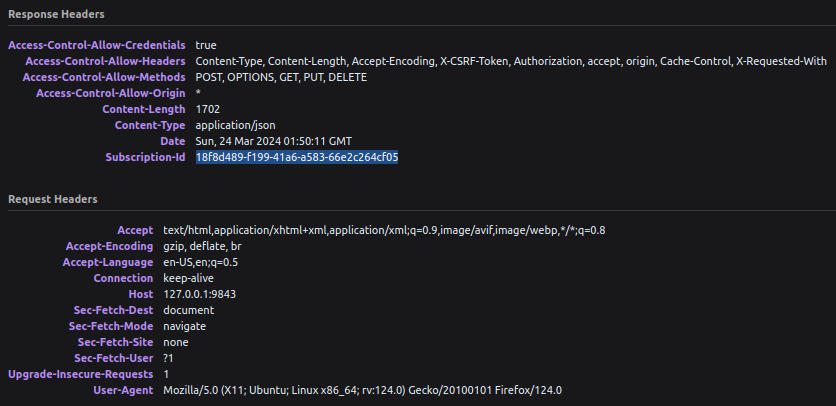 Response Headers
Access-Control-Allow-Credentials true
Access-Control-Allow-Headers Content-Type, Content-Length, Accept-Encoding, X-CSRF-Token, Authorization, accept, origin, Cache-Control, X-Requested-With
Access-Control-Allow-Methods POST, OPTIONS, GET, PUT, DELETE
Access-Control-Allow-Origin *
Content-Length 1702
Content-Type application/json
Date Sun, 24 Mar 2024 01:50:11 GMT
Subscription-Id 18f8d489-f199-41a6-a583-66e2c264cf05
Request Headers
Accept text/html,application/xhtml+xml,application/xml;q=0.9,image/avif,image/webp,*/*;q=0.8
Accept-Encoding gzip, deflate, br
Accept-Language en-US,en;q=0.5
Connection keep-alive
Host 127.0.0.1:9843
Sec-Fetch-Dest document
Sec-Fetch-Mode navigate
Sec-Fetch-Site none
Sec-Fetch-User ?1
Upgrade-Insecure-Requests 1
User-Agent Mozilla/5.0 (X11; Ubuntu; Linux x86_64; rv:124.0) Gecko/20100101 Firefox/124.0